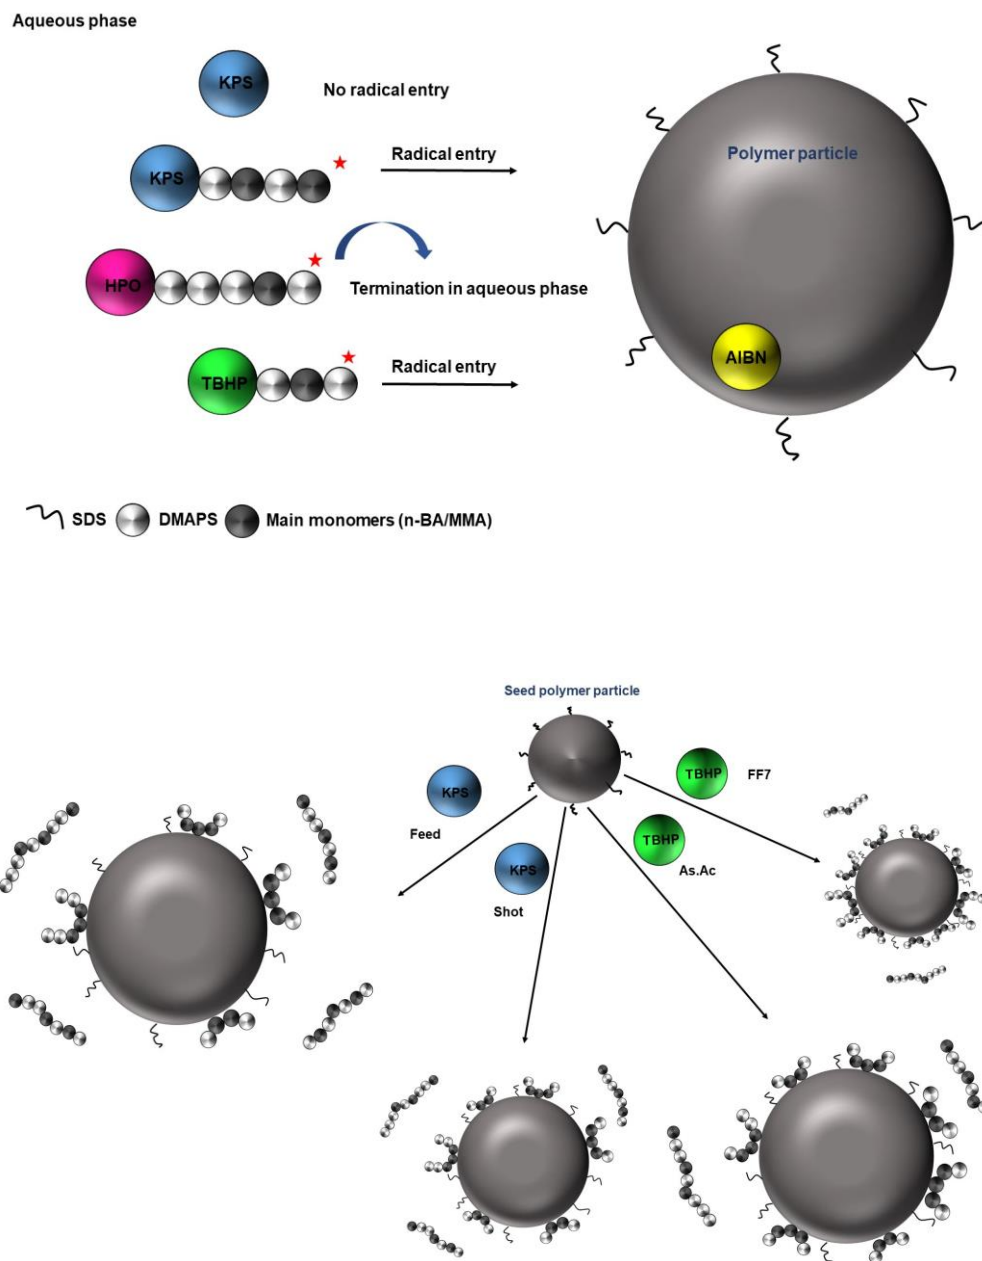 Aqueous phase
KPS
No radical entry
KPS
Radical entry
Polymer particle
HPO
Termination in aqueous phase
TBHP
Radical entry
AIBN
SDS DMAPS Main monomers (n-BA/MMA)
Seed polymer particle
KPS
Feed
KPS
Shot
TBHP
As.Ac
TBHP FF7